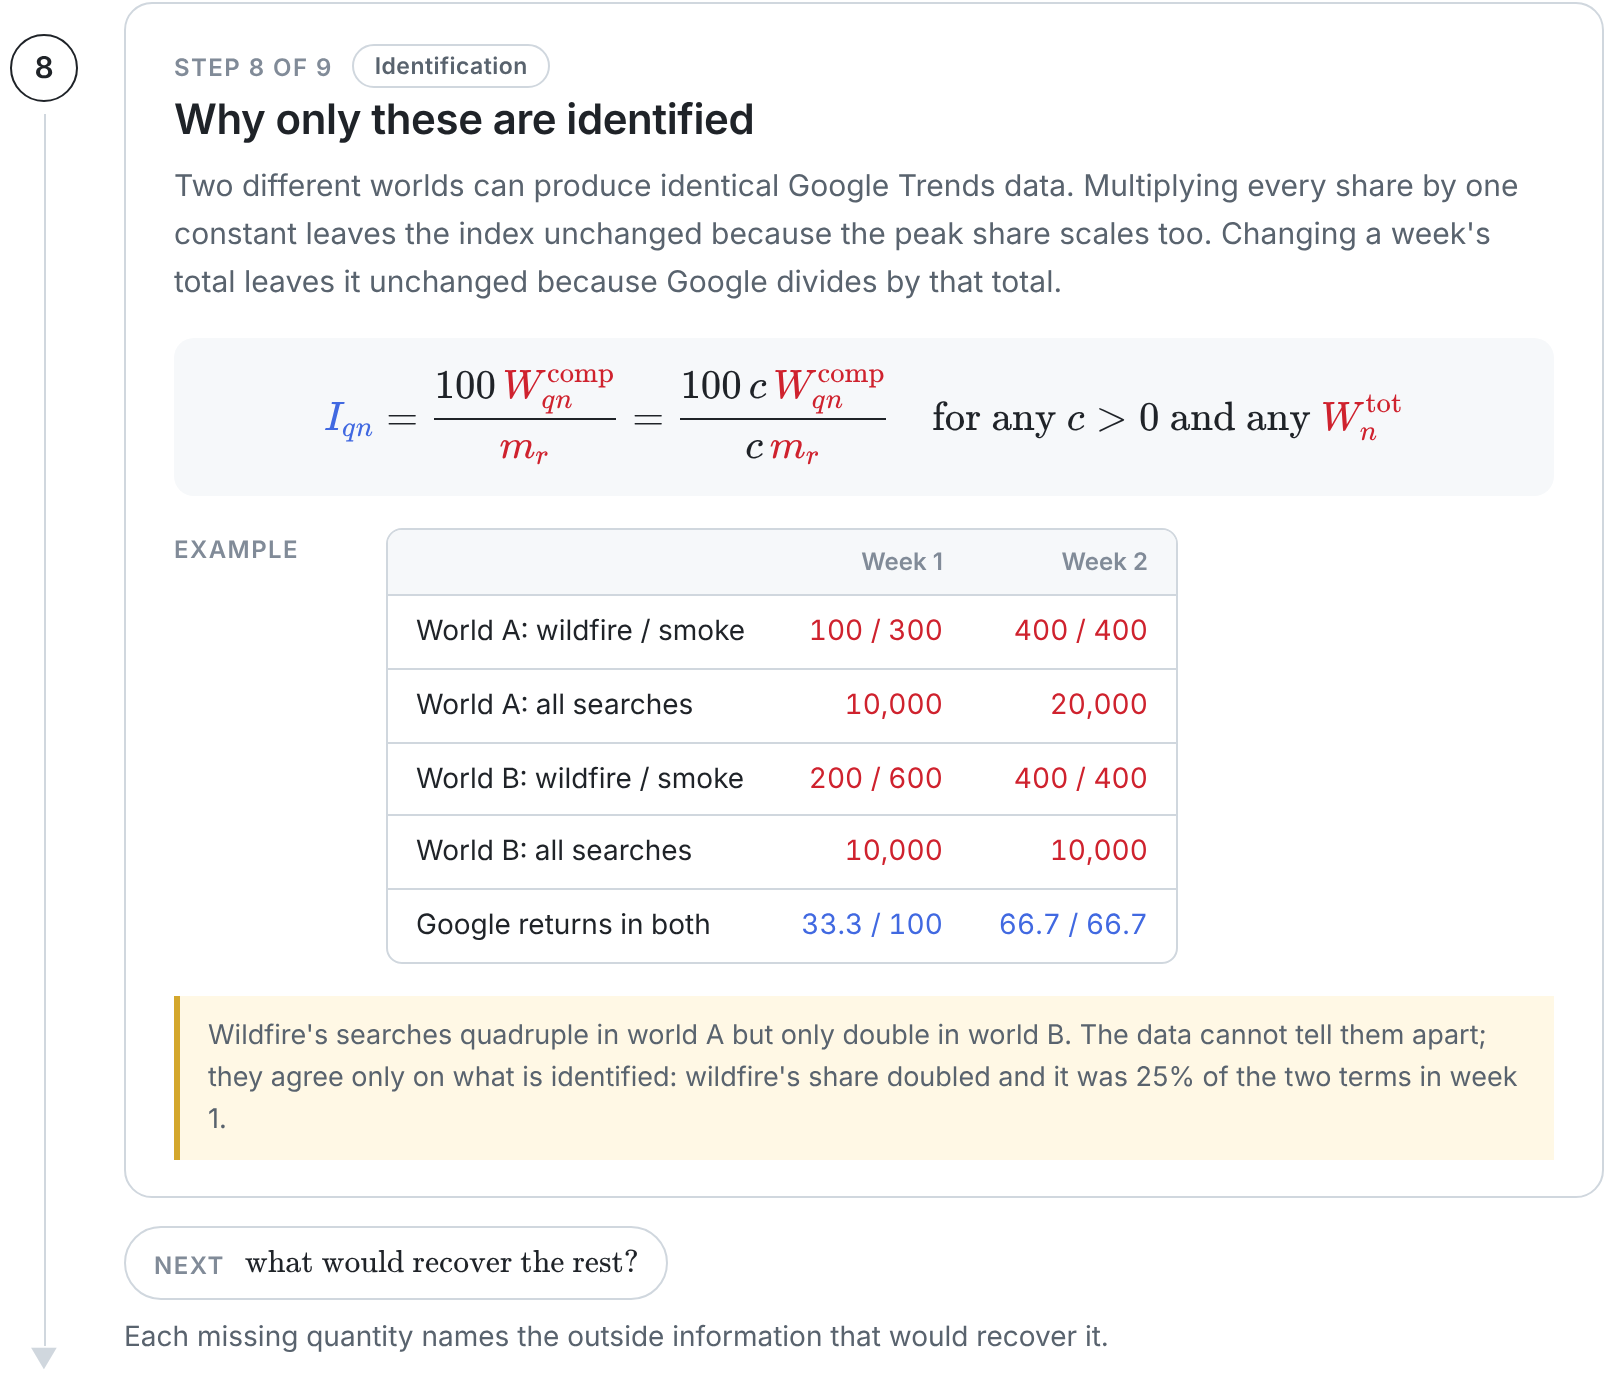 8
STEP 8 OF 9 Identification
Why only these are identified
Two different worlds can produce identical Google Trends data. Multiplying every share by one
constant leaves the index unchanged because the peak share scales too. Changing a week's
total leaves it unchanged because Google divides by that total.
I_{qn} = \frac{100 W_{qn}^{comp}}{m_r} = \frac{100 c W_{qn}^{comp}}{c m_r} for any c > 0 and any W_n^{tot}
EXAMPLE
Week 1 Week 2
World A: wildfire / smoke 100 / 300 400 / 400
World A: all searches 10,000 20,000
World B: wildfire / smoke 200 / 600 400 / 400
World B: all searches 10,000 10,000
Google returns in both 33.3 / 100 66.7 / 66.7
Wildfire's searches quadruple in world A but only double in world B. The data cannot tell them apart;
they agree only on what is identified: wildfire's share doubled and it was 25% of the two terms in week
1.
NEXT what would recover the rest?
Each missing quantity names the outside information that would recover it.